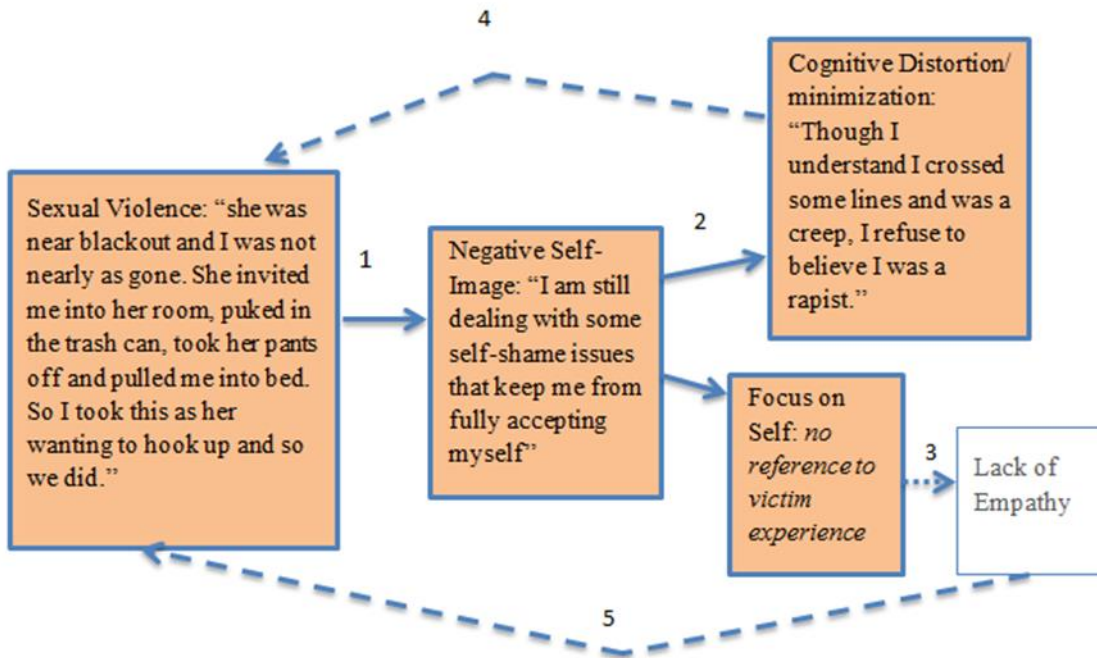 4
Cognitive Distortion/
minimization:
“Though I
understand I crossed
some lines and was a
creep, I refuse to
believe I was a
rapist.”
Sexual Violence: “she was
near blackout and I was not
nearly as gone. She invited
me into her room, puked in
the trash can, took her pants
off and pulled me into bed.
So I took this as her
wanting to hook up and so
we did.”
1
Negative Self-
Image: “I am still
dealing with some
self-shame issues
that keep me from
fully accepting
myself”
2
Focus on
Self: no
reference to
victim
experience
3
Lack of
Empathy
5